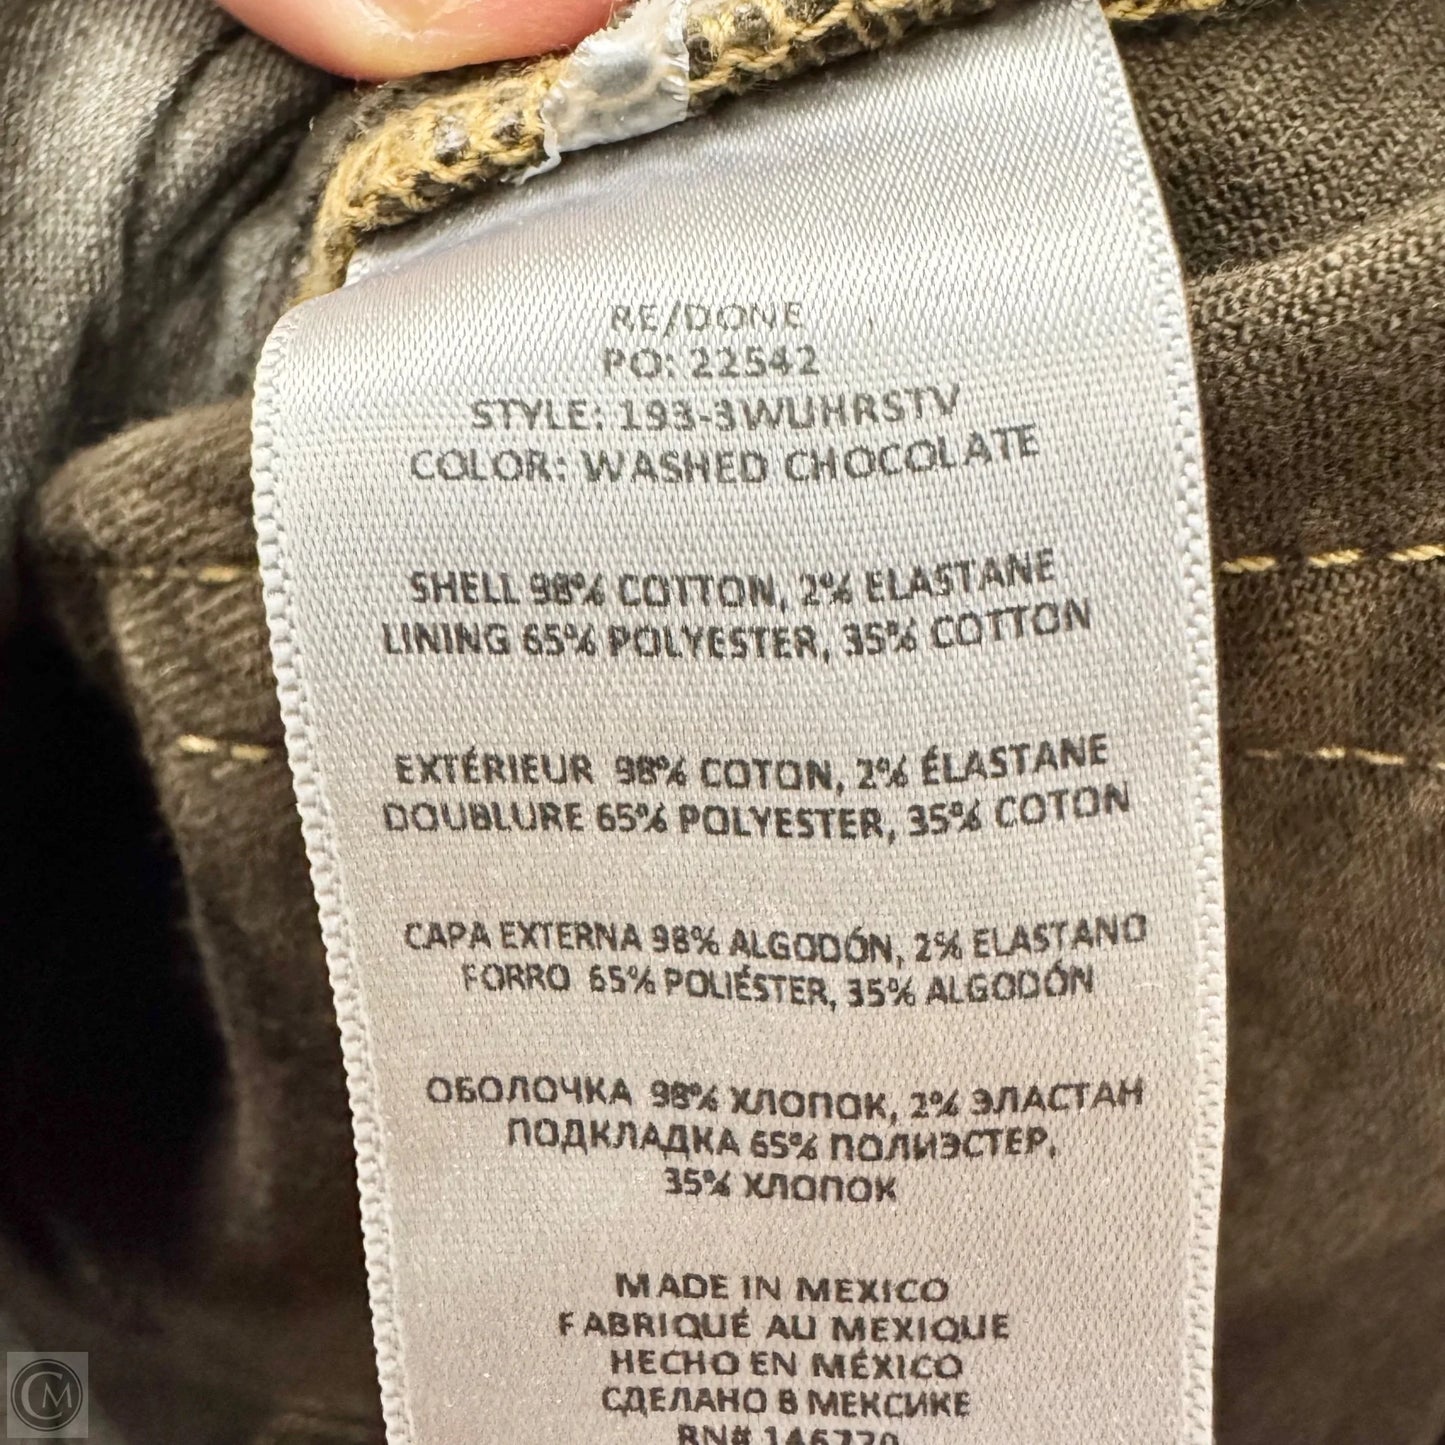 RE/DONE
PO: 22542
STYLE: 193-3WUHRSTV
COLOR: WASHED CHOCOLATE
SHELL 98% COTTON, 2% ELASTANE
LINING 65% POLYESTER, 35% COTTON
EXTÉRIEUR 98% COTON, 2% ÉLASTANE
DOUBLURE 65% POLYESTER, 35% COTON
CAPA EXTERNA 98% ALGODÓN, 2% ELASTANO
FORRO 65% POLIÉSTER, 35% ALGODÓN
ОБОЛОЧКА 98% ХЛОПОК, 2% ЭЛАСТАН
ПОДКЛАДКА 65% ПОЛИЭСТЕР,
35% ХЛОПОК
MADE IN MEXICO
FABRIQUÉ AU MEXIQUE
HECHO EN MÉXICO
СДЕЛАНО В МЕКСИКЕ
RN# 146770
CM